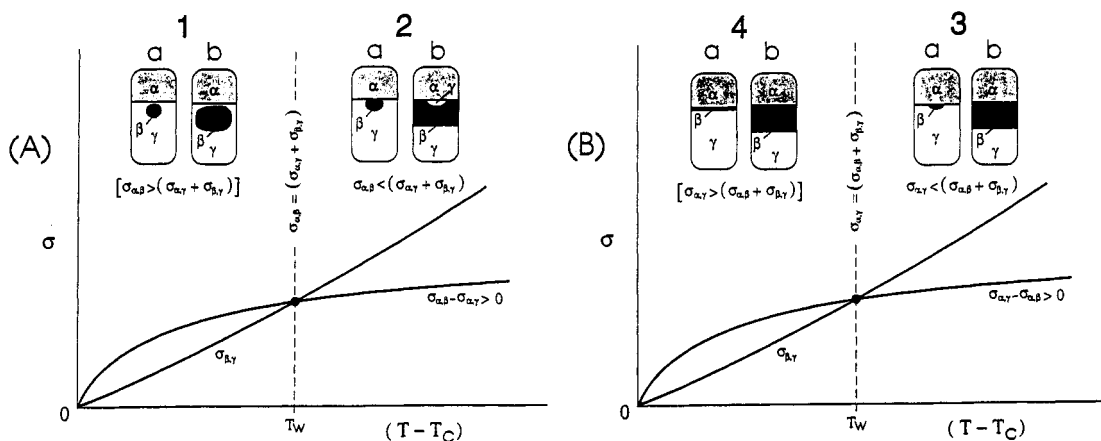 1 2
a b a b
α α α α γ
β γ β γ β γ β γ
(A)
[σα,β>(σα,γ+σβ,γ)] σα,β<(σα,γ+σβ,γ)
σα,β=(σα,γ+σβ,γ)
σ
σα,β−σα,γ>0
σβ,γ
0
TW (T−TC)
4 3
a b a b
α α α α
β γ β γ β γ β γ
(B)
[σα,γ>(σα,β+σβ,γ)] σα,γ<(σα,β+σβ,γ)
σα,γ=(σα,β+σβ,γ)
σ
σα,γ−σα,β>0
σβ,γ
0
TW (T−TC)